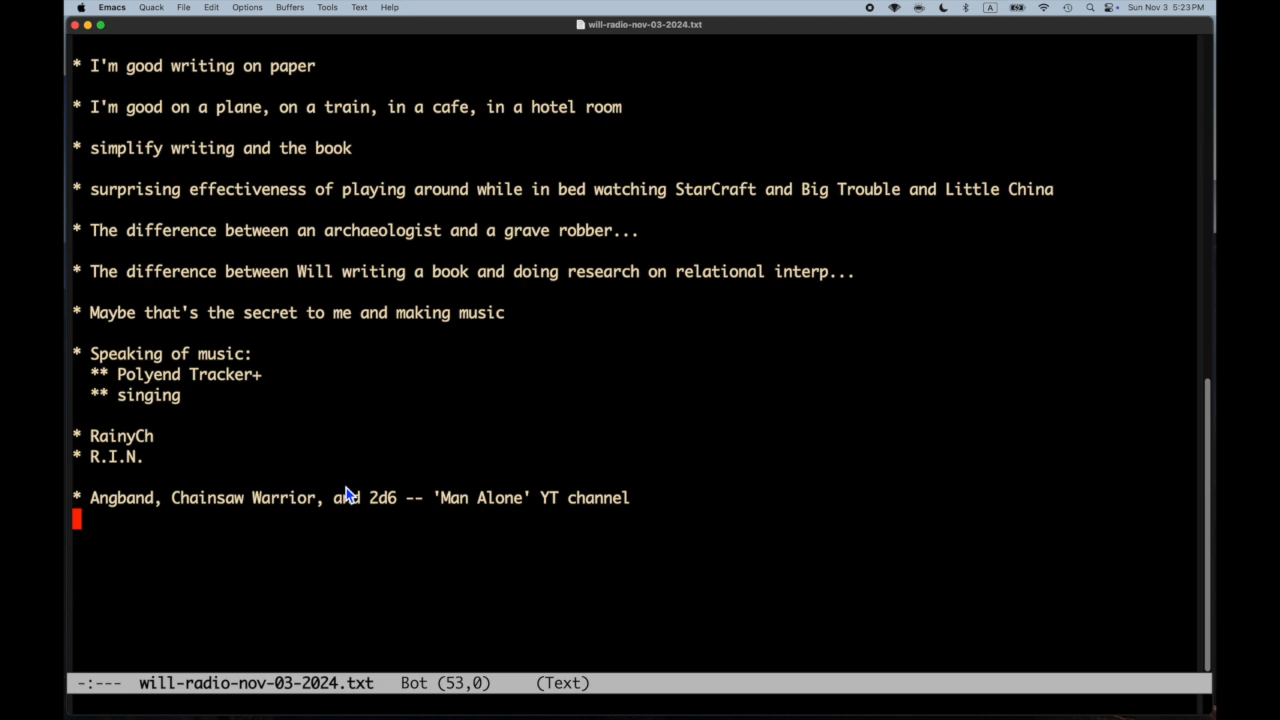 Emacs Quack File Edit Options Buffers Tools Text Help A Sun Nov 3 5:23 PM
will-radio-nov-03-2024.txt
* I'm good writing on paper
* I'm good on a plane, on a train, in a cafe, in a hotel room
* simplify writing and the book
* surprising effectiveness of playing around while in bed watching StarCraft and Big Trouble and Little China
* The difference between an archaeologist and a grave robber...
* The difference between Will writing a book and doing research on relational interp...
* Maybe that's the secret to me and making music
* Speaking of music:
** Polyend Tracker+
** singing
* RainyCh
* R.I.N.
* Angband, Chainsaw Warrior, and 2d6 -- 'Man Alone' YT channel
-:--- will-radio-nov-03-2024.txt Bot (53,0) (Text)